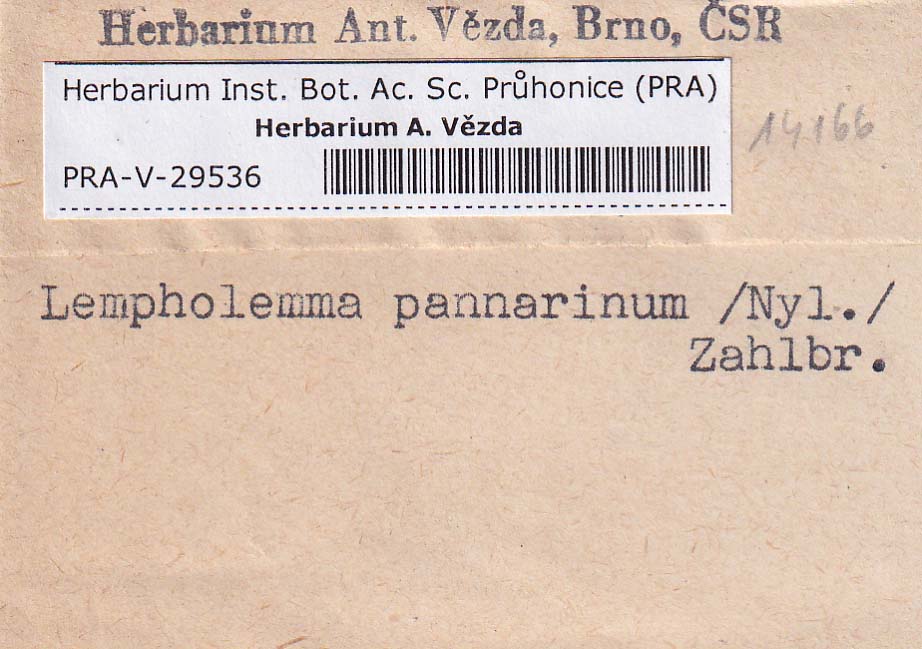 Herbarium Ant. Vězda, Brno, ČSR
Herbarium Inst. Bot. Ac. Sc. Průhonice (PRA)
Herbarium A. Vězda
PRA-V-29536
14166
Lempholemma pannarinum /Nyl./
Zahlbr.